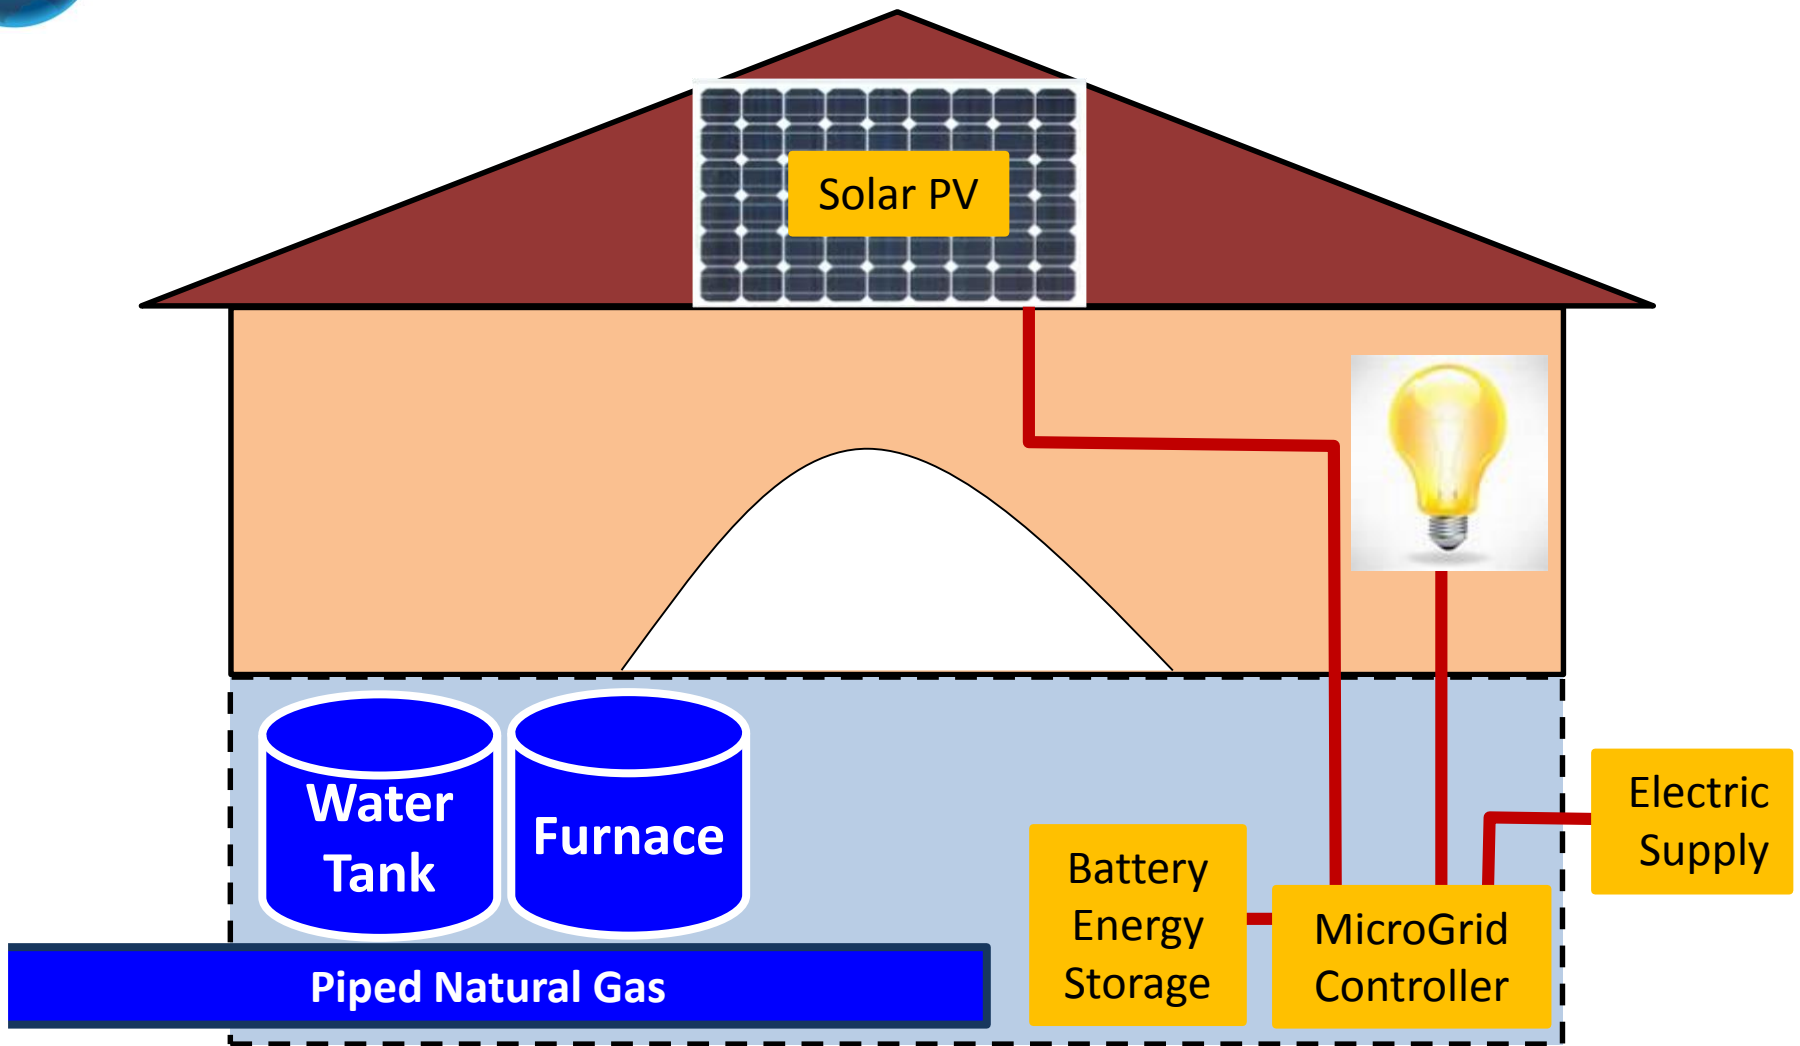 Solar PV
Water
Tank
Furnace
Electric
Supply
Battery
Energy
Storage
MicroGrid
Controller
Piped Natural Gas